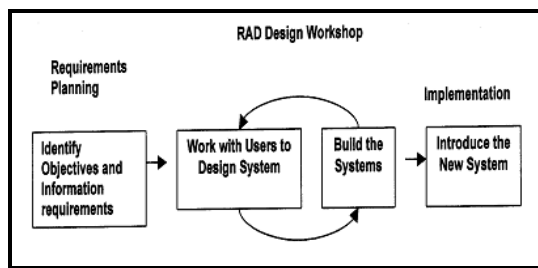 RAD Design Workshop
Requirements
Planning
Implementation
Identify
Objectives and
Information
requirements
Work with Users to
Design System
Build the
Systems
Introduce the
New System